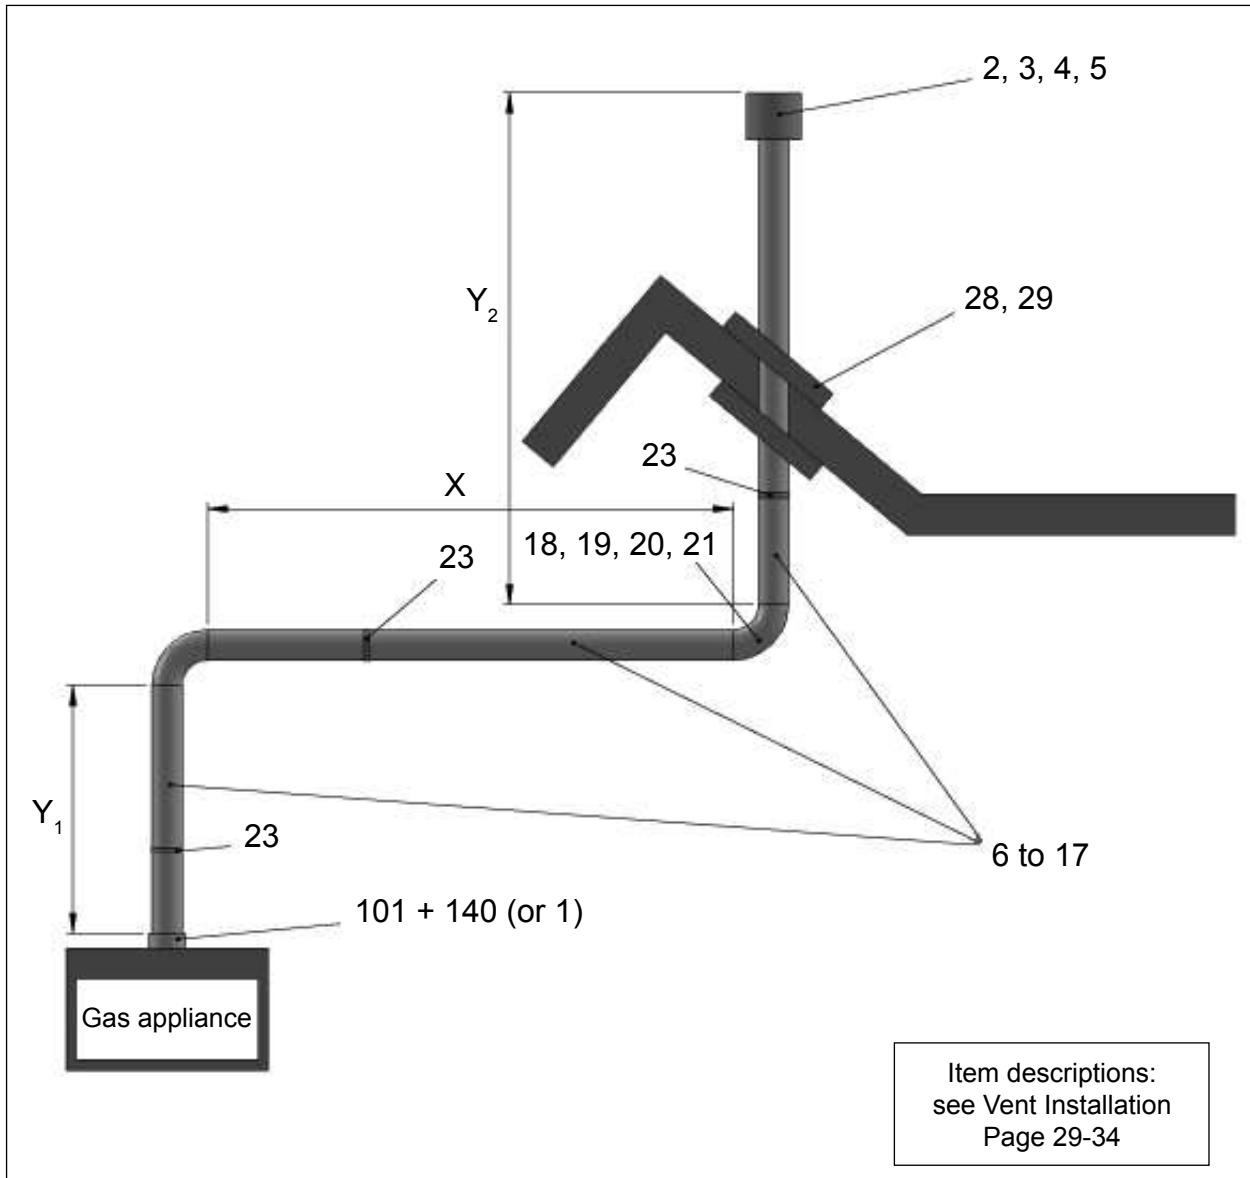 2, 3, 4, 5
Y2
28, 29
23
X
18, 19, 20, 21
23
Y1
23
6 to 17
101 + 140 (or 1)
Gas appliance
Item descriptions:
see Vent Installation
Page 29-34